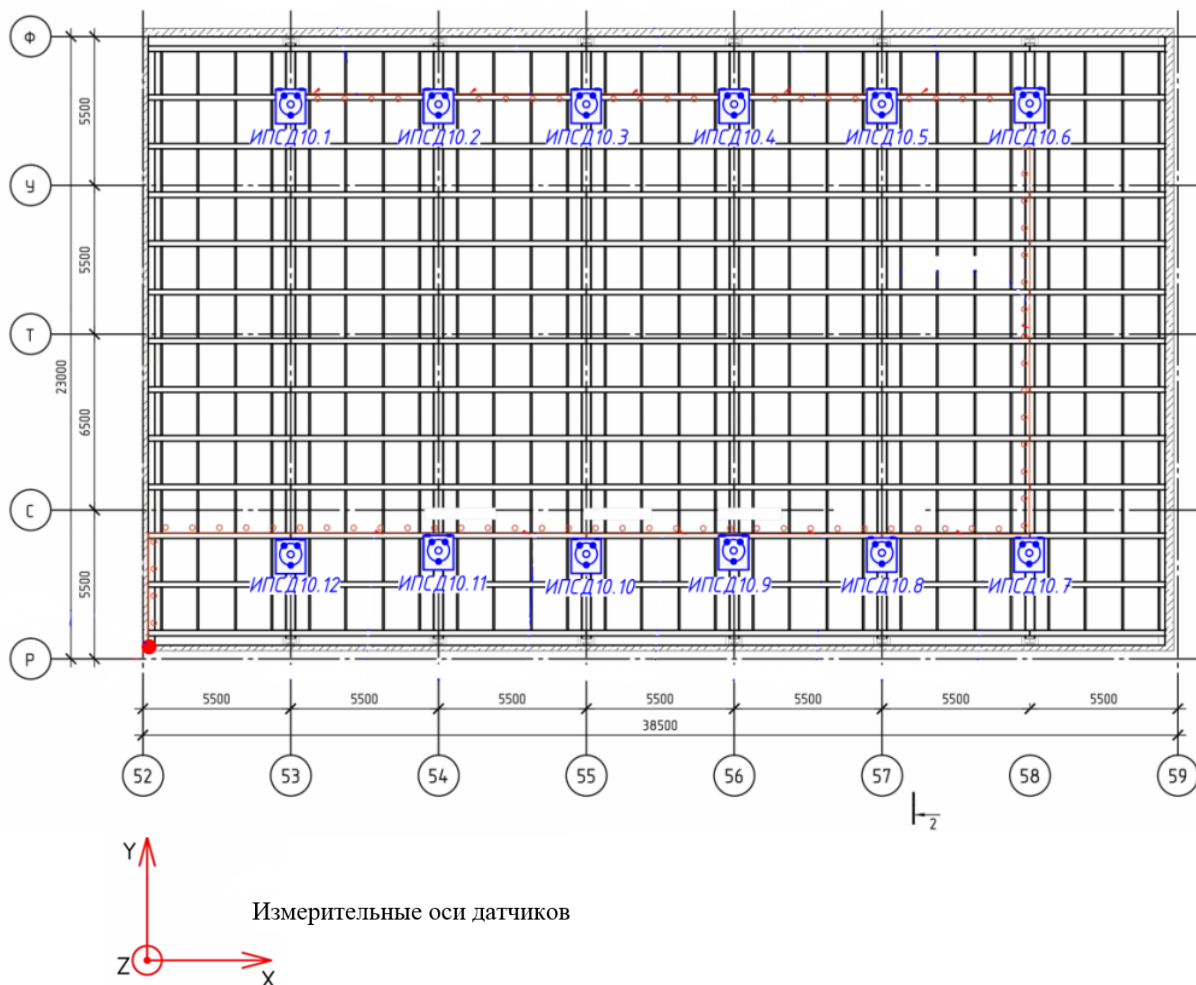 Ф
5500
ИПСД10.1 ИПСД10.2 ИПСД10.3 ИПСД10.4 ИПСД10.5 ИПСД10.6
У
5500
Т
23000
6500
С
5500
ИПСД10.12 ИПСД10.11 ИПСД10.10 ИПСД10.9 ИПСД10.8 ИПСД10.7
Р
5500 5500 5500 5500 5500 5500 5500
38500
52 53 54 55 56 57 58 59
2
Y
Измерительные оси датчиков
Z
X